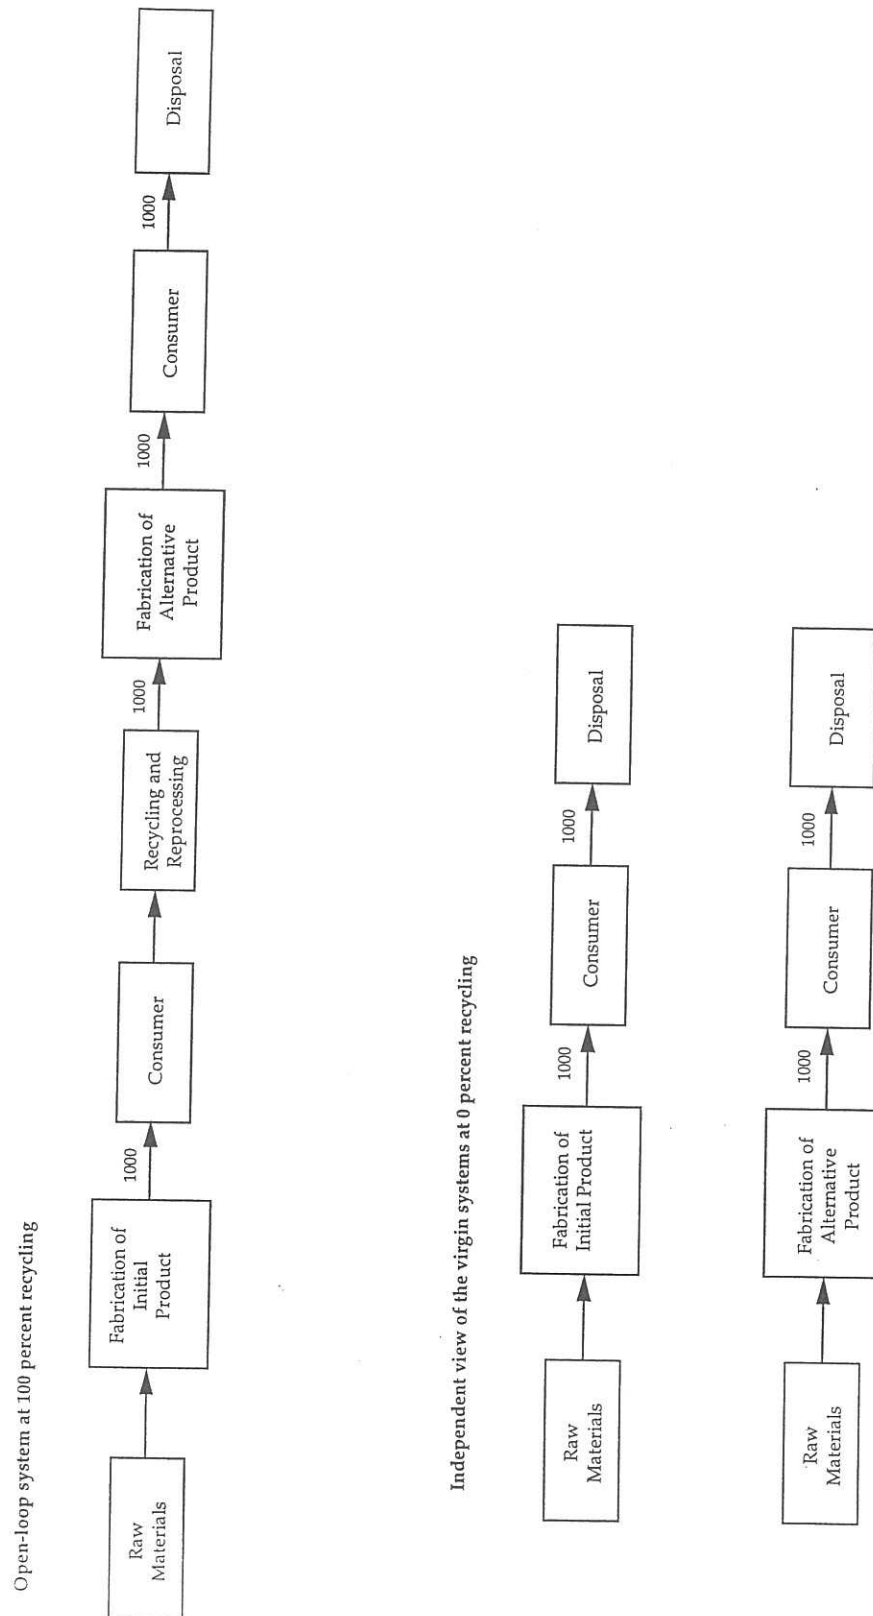 Open-loop system at 100 percent recycling
Raw
Materials
Fabrication of
Initial
Product
1000
Consumer
Recycling and
Reprocessing
1000
Fabrication of
Alternative
Product
1000
Consumer
1000
Disposal
Independent view of the virgin systems at 0 percent recycling
Raw
Materials
Fabrication of
Initial Product
1000
Consumer
1000
Disposal
Raw
Materials
Fabrication of
Alternative
Product
1000
Consumer
1000
Disposal